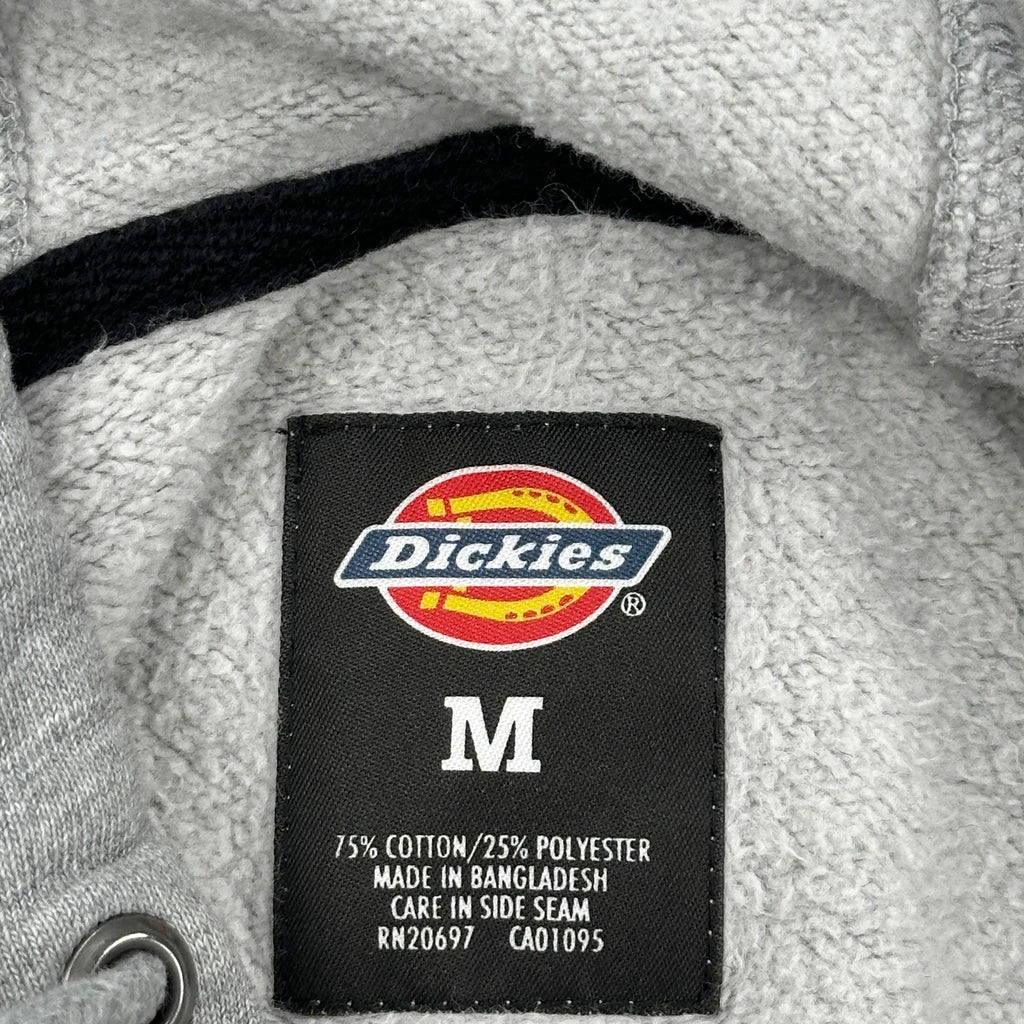 Dickies
®
M
75% COTTON/25% POLYESTER
MADE IN BANGLADESH
CARE IN SIDE SEAM
RN20697 CA01095